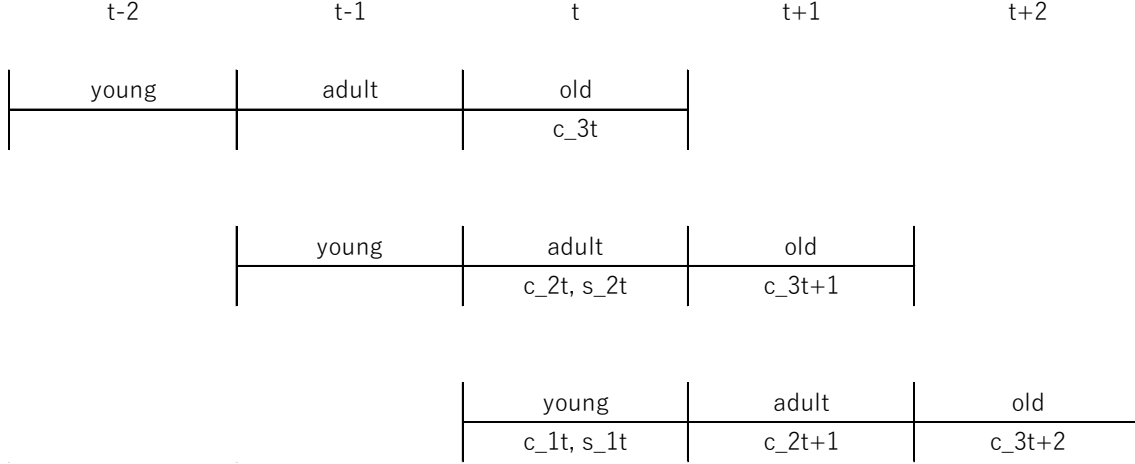 t-2 t-1 t t+1 t+2
young adult old
c_3t
young adult old
c_2t, s_2t c_3t+1
young adult old
c_1t, s_1t c_2t+1 c_3t+2